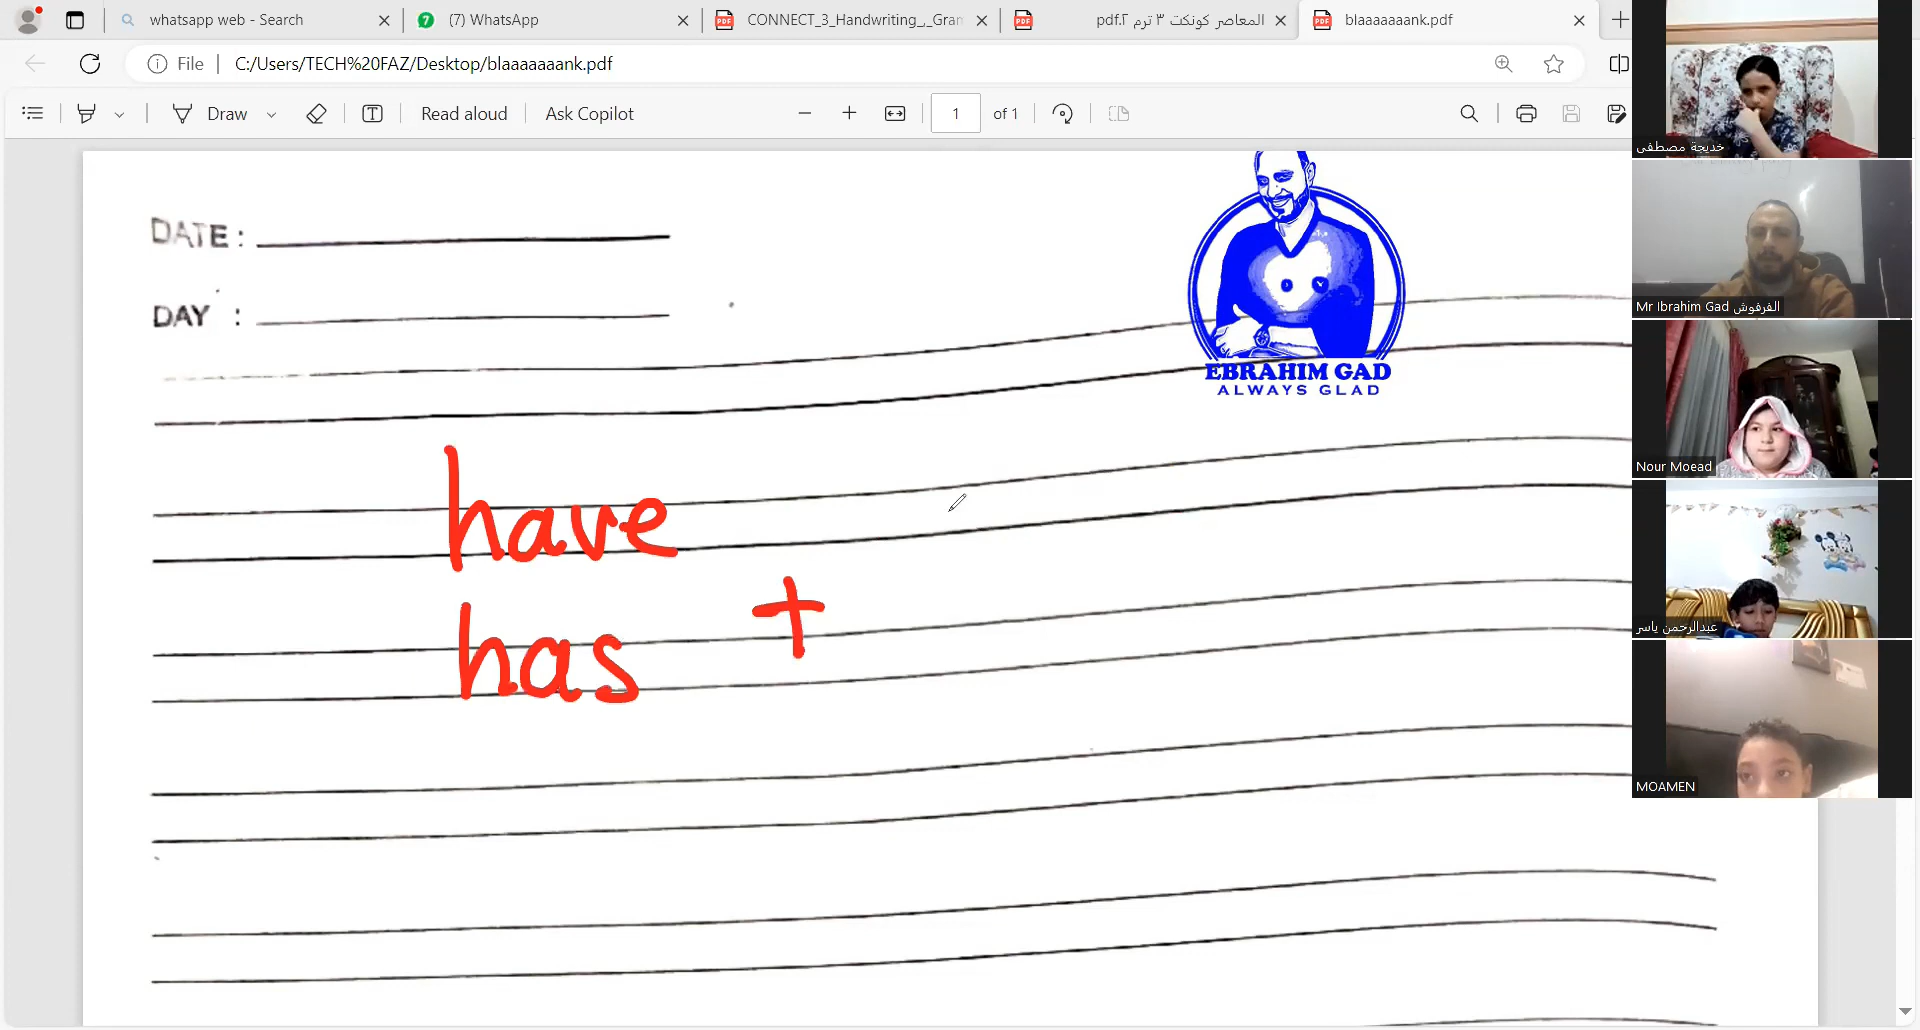 whatsapp web - Search
(7) WhatsApp
CONNECT_3_Handwriting_,_Gran
المعاصر كونكت ٣ ترم ٢.pdf
blaaaaaaank.pdf
File
C:/Users/TECH%20FAZ/Desktop/blaaaaaaank.pdf
Draw
Read aloud
Ask Copilot
1
of 1
DATE :
DAY :
EBRAHIM GAD
ALWAYS GLAD
have
has
+
خديجة مصطفى
Mr Ibrahim Gad الفرفوش
Nour Moead
عبدالرحمن ياسر
MOAMEN